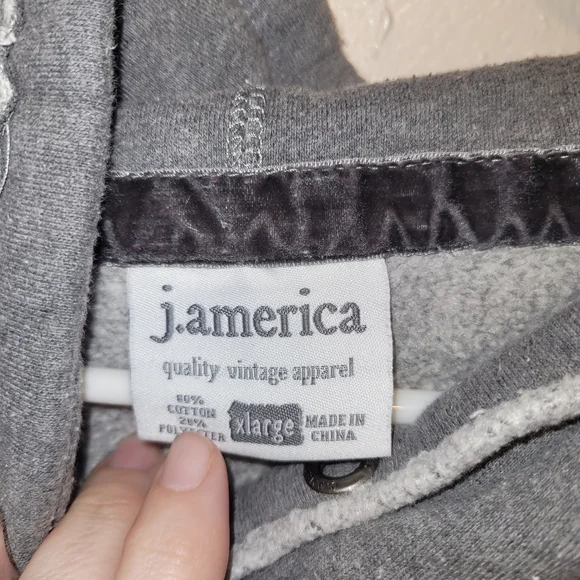 j.america
quality vintage apparel
80%
COTTON
20%
POLYESTER
xlarge
MADE IN
CHINA